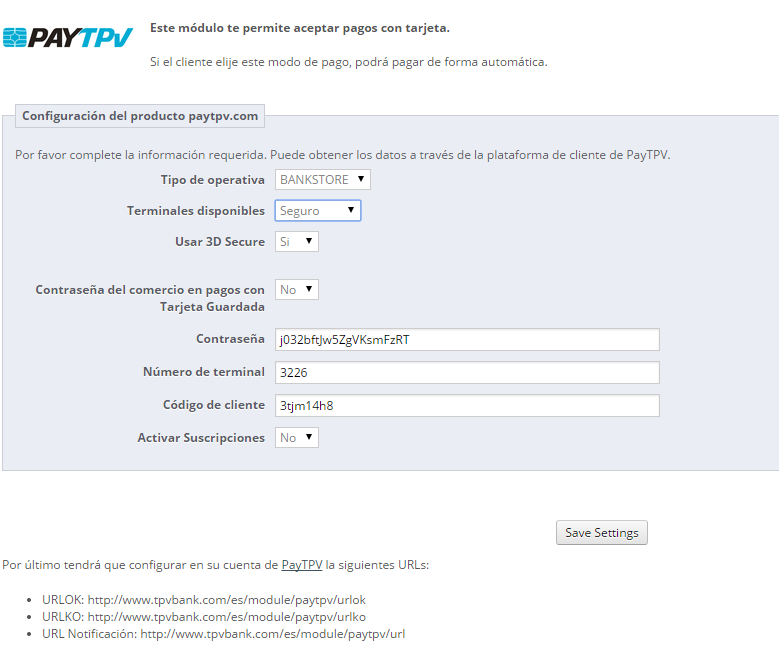 PAYTPV
Este módulo te permite aceptar pagos con tarjeta.
Si el cliente elije este modo de pago, podrá pagar de forma automática.
Configuración del producto paytpv.com
Por favor complete la información requerida. Puede obtener los datos a través de la plataforma de cliente de PayTPV.
Tipo de operativa BANKSTORE
Terminales disponibles Seguro
Usar 3D Secure Si
Contraseña del comercio en pagos con
Tarjeta Guardada No
Contraseña j032bftJw5ZgVKsmFzRT
Número de terminal 3226
Código de cliente 3tjm14h8
Activar Suscripciones No
Save Settings
Por último tendrá que configurar en su cuenta de PayTPV la siguientes URLs:
• URLOK: http://www.tpvbank.com/es/module/paytpv/urlok
• URLKO: http://www.tpvbank.com/es/module/paytpv/urlko
• URL Notificación: http://www.tpvbank.com/es/module/paytpv/url